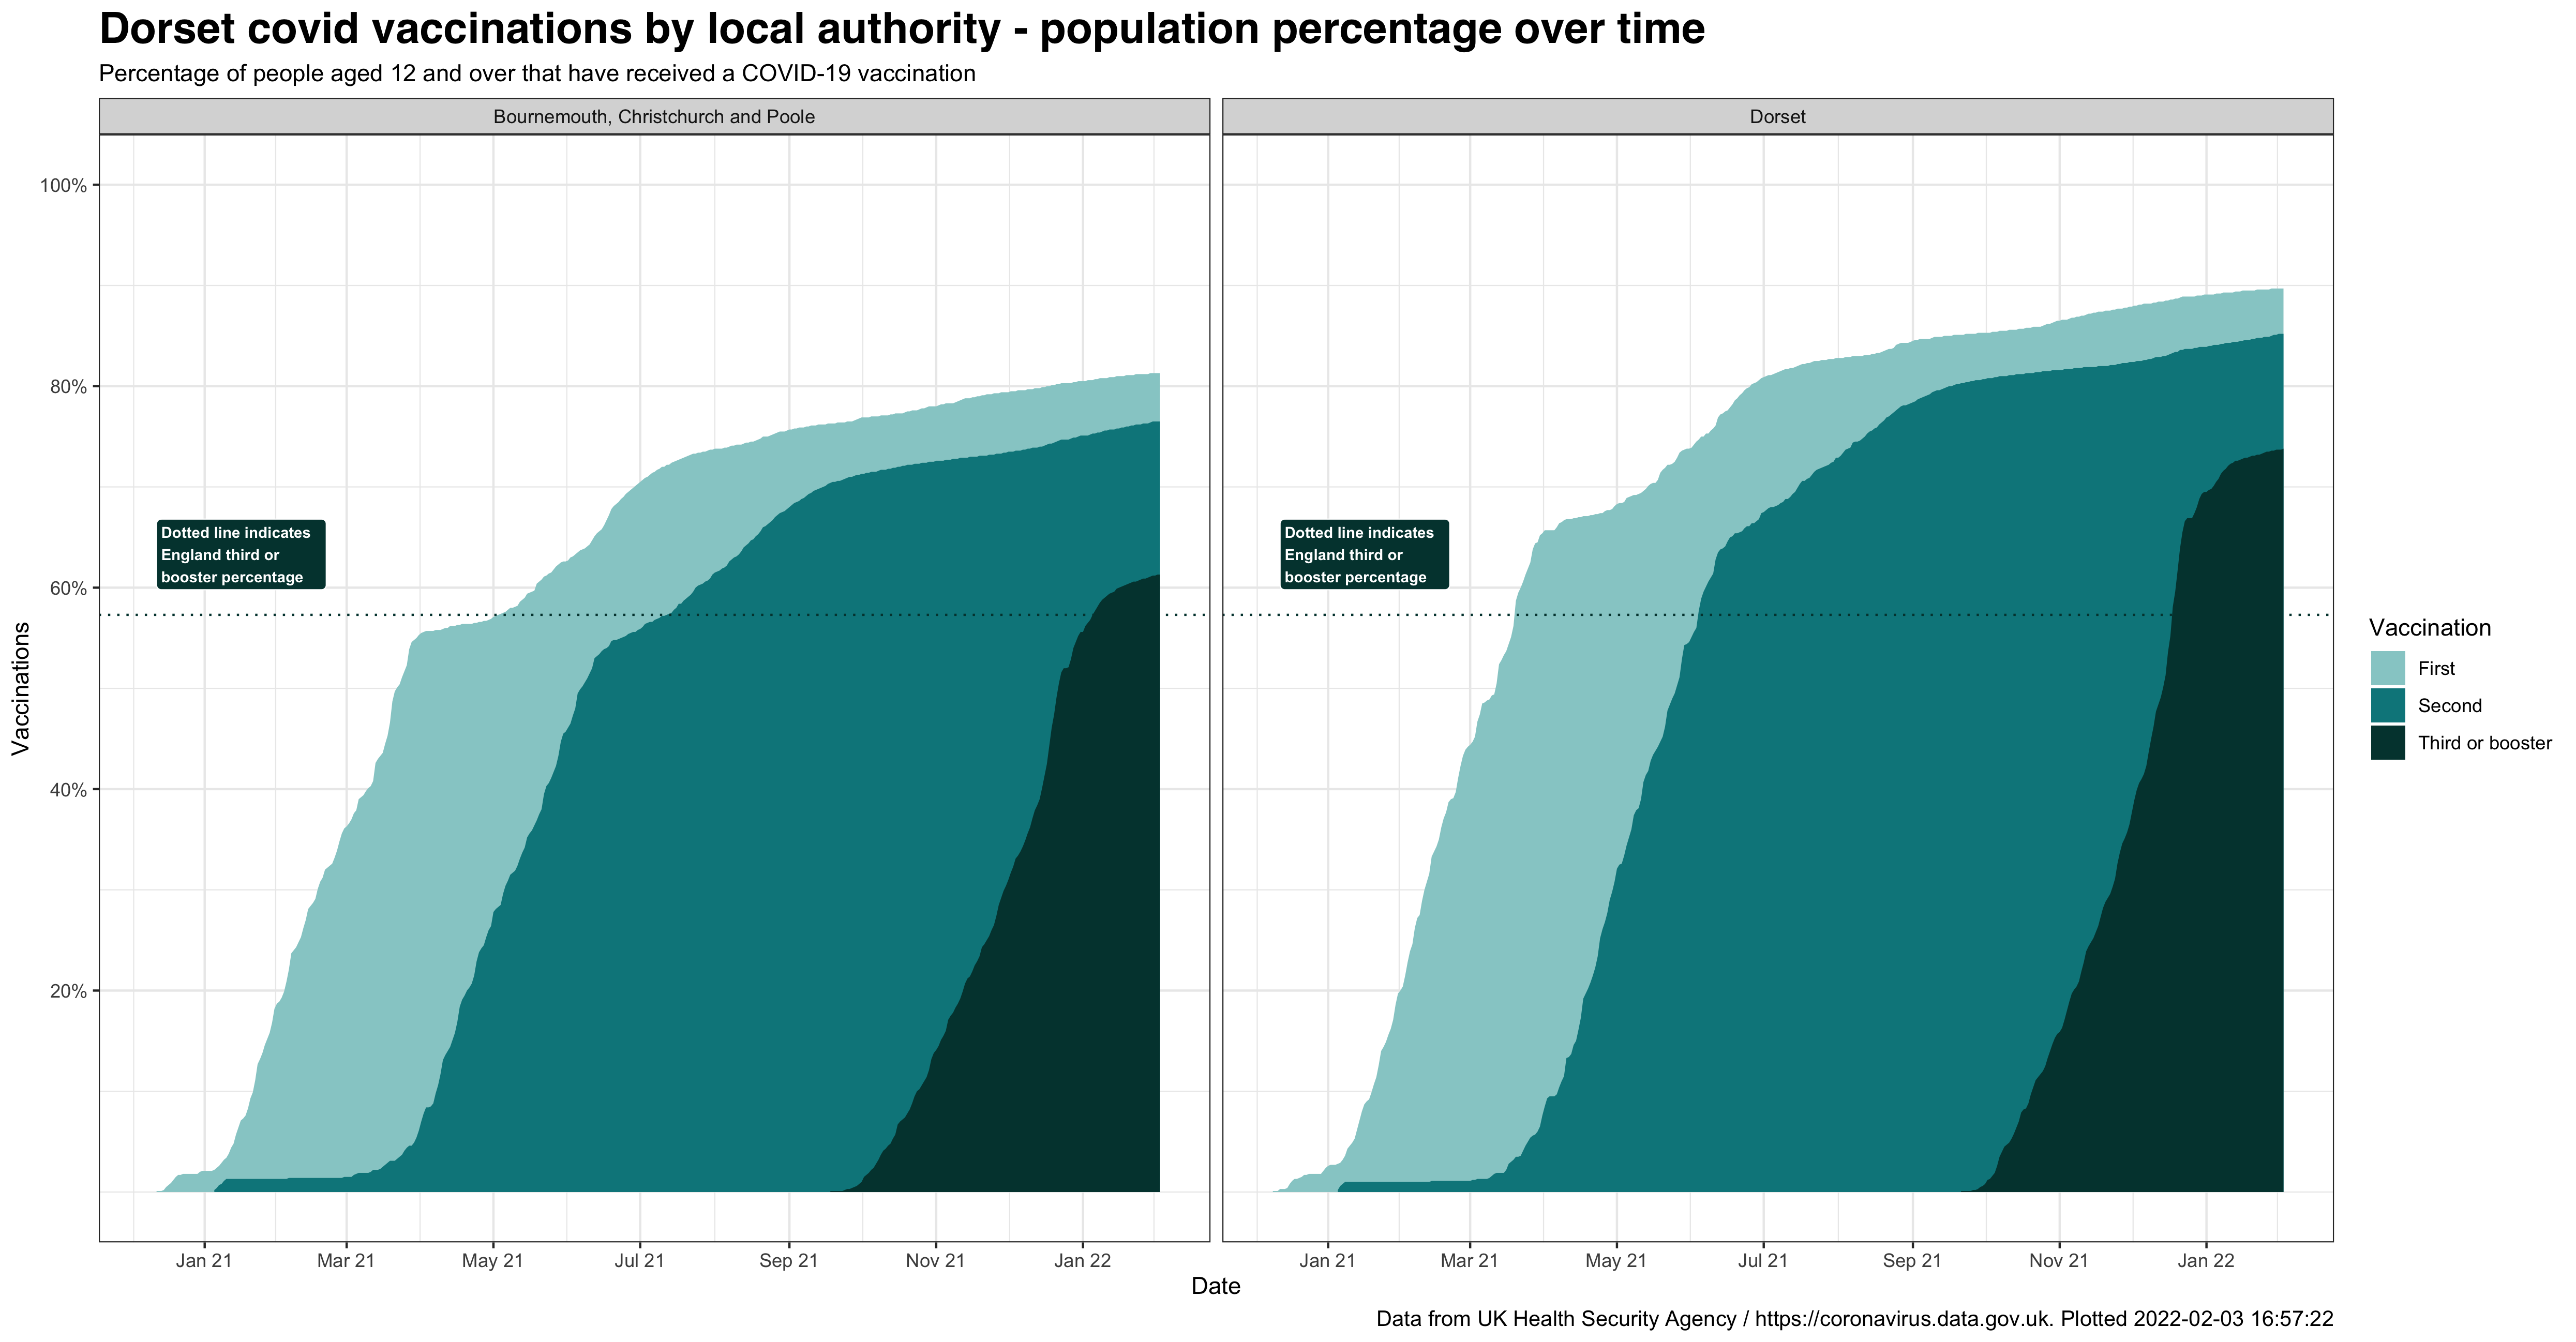 Dorset covid vaccinations by local authority - population percentage over time
Percentage of people aged 12 and over that have received a COVID-19 vaccination
Bournemouth, Christchurch and Poole
Dorset
Vaccinations
100%
80%
60%
40%
20%
Dotted line indicates
England third or
booster percentage
Dotted line indicates
England third or
booster percentage
Jan 21
Mar 21
May 21
Jul 21
Sep 21
Nov 21
Jan 22
Jan 21
Mar 21
May 21
Jul 21
Sep 21
Nov 21
Jan 22
Date
Vaccination
First
Second
Third or booster
Data from UK Health Security Agency / https://coronavirus.data.gov.uk. Plotted 2022-02-03 16:57:22